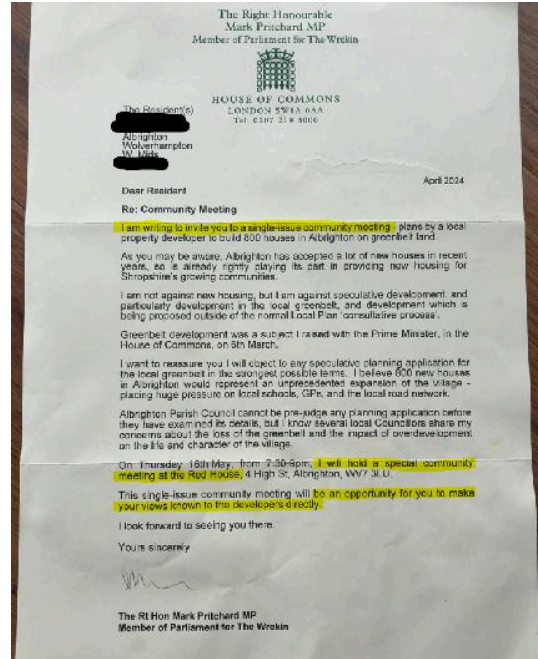 The Right Honourable
Mark Pritchard MP
Member of Parliament for The Wrekin
HOUSE OF COMMONS
LONDON SW1A 0AA
Tel: 0207 219 3000
The Resident(s)
Albrighton
Wolverhampton
W. Mids
April 2024
Dear Resident
Re: Community Meeting
I am writing to invite you to a single-issue community meeting - plans by a local
property developer to build 800 houses in Albrighton on greenbelt land.
As you may be aware, Albrighton has accepted a lot of new houses in recent
years, so is already rightly playing its part in providing new housing for
Shropshire's growing communities.
I am not against new housing, but I am against speculative development, and
particularly development in the local greenbelt, and development which is
being proposed outside of the normal Local Plan 'consultative process'.
Greenbelt development was a subject I raised with the Prime Minister, in the
House of Commons, on 6th March.
I want to reassure you I will object to any speculative planning application for
the local greenbelt in the strongest possible terms. I believe 800 new houses
in Albrighton would represent an unprecedented expansion of the village -
placing huge pressure on local schools, GPs, and the local road network.
Albrighton Parish Council cannot be pre-judge any planning application before
they have examined its details, but I know several local Councillors share my
concerns about the loss of the greenbelt and the impact of overdevelopment
on the life and character of the village.
On Thursday 16th May, from 7:30-9pm, I will hold a special community
meeting at the Red House, 4 High St, Albrighton, WV7 3LU.
This single-issue community meeting will be an opportunity for you to make
your views known to the developers directly.
I look forward to seeing you there.
Yours sincerely
The Rt Hon Mark Pritchard MP
Member of Parliament for The Wrekin